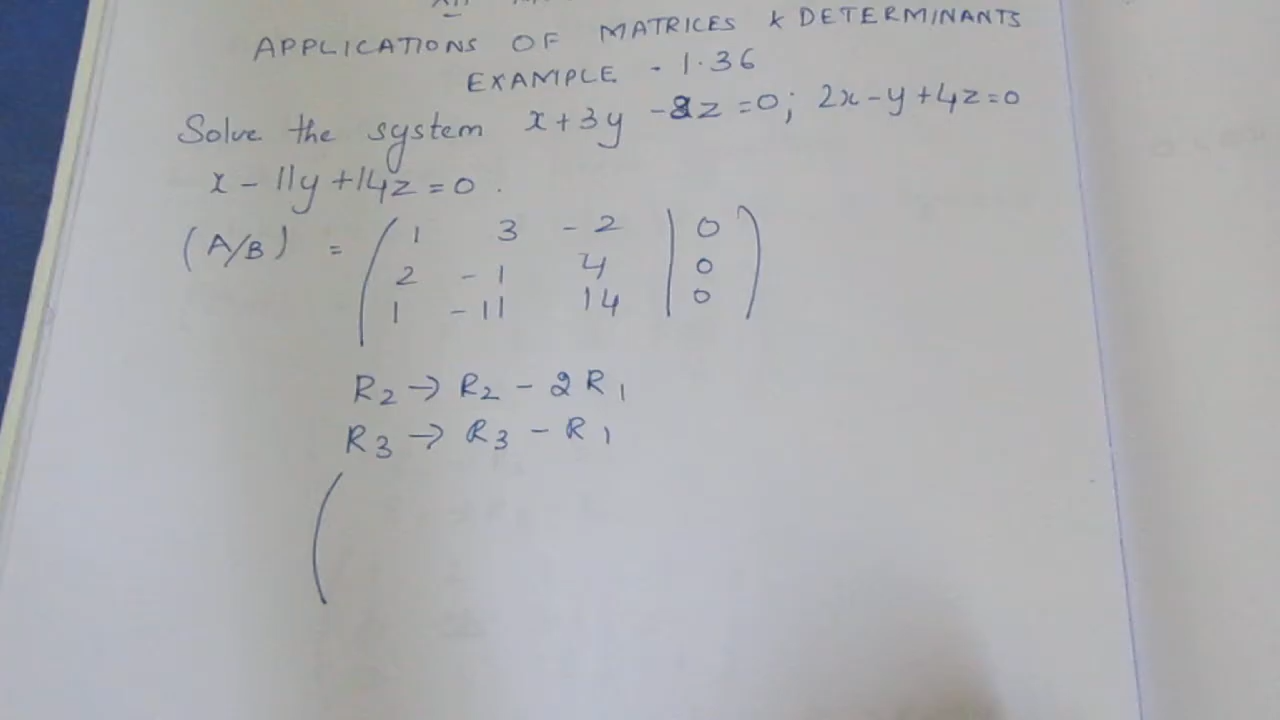 APPLICATIONS OF MATRICES & DETERMINANTS
EXAMPLE - 1.36
Solve the system x+3y -2z=0; 2x-y+4z=0
x-11y+14z=0.
(A/B) = ( 1 3 -2 | 0 )
2 -1 4 | 0
1 -11 14 | 0
R2 → R2 - 2R1
R3 → R3 - R1
(